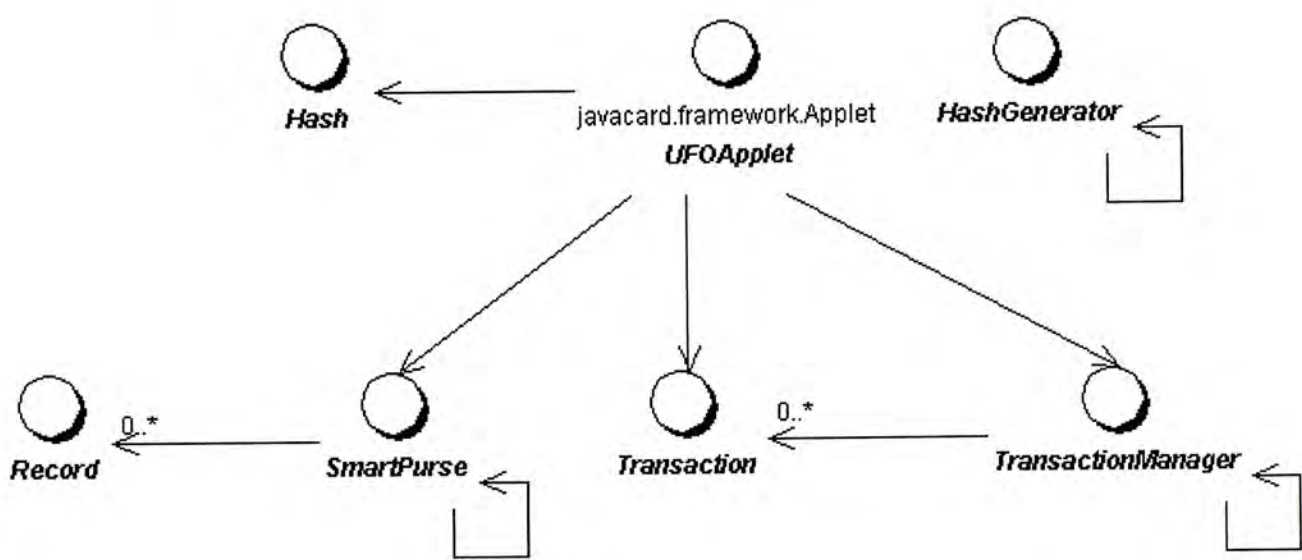 Hash
javacard.framework.Applet
UFOApplet
HashGenerator
0..*
Record
SmartPurse
0..*
Transaction
TransactionManager